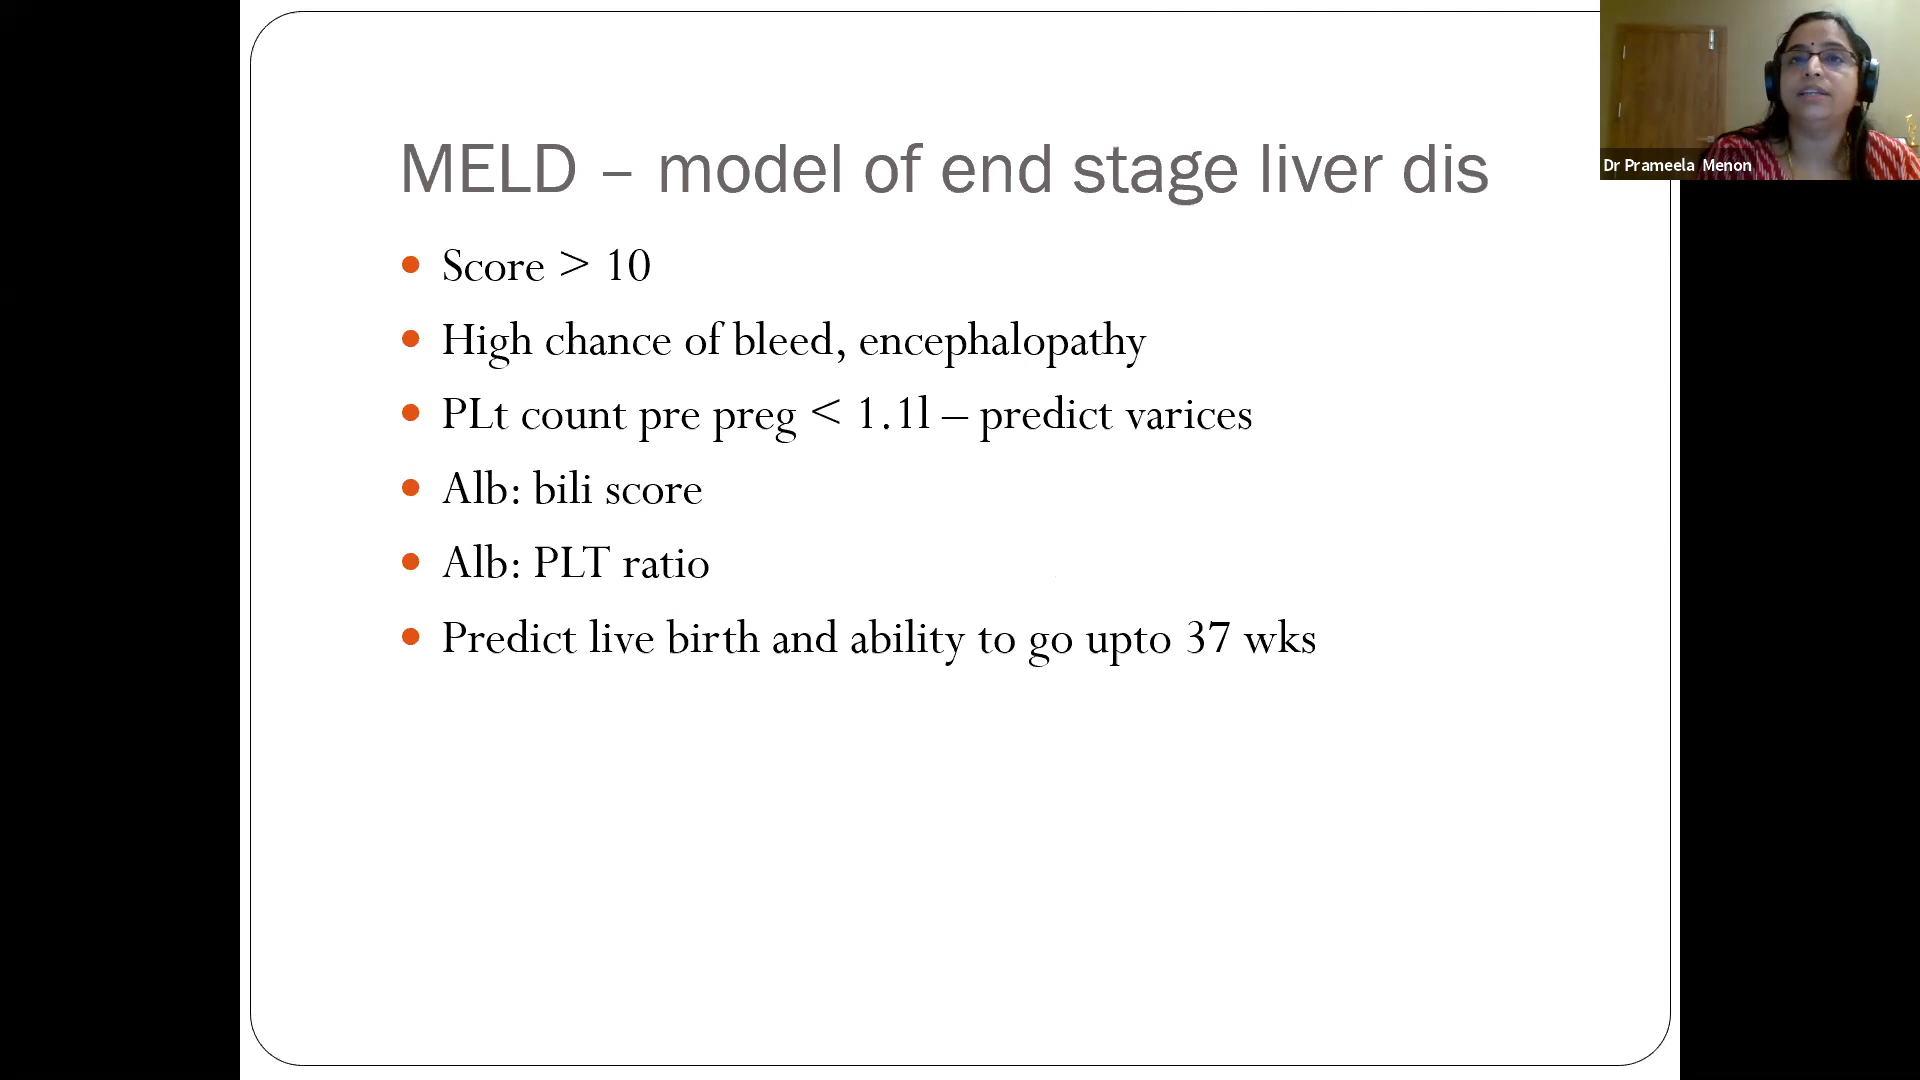 MELD – model of end stage liver dis
Score > 10
High chance of bleed, encephalopathy
PLt count pre preg < 1.1l – predict varices
Alb: bili score
Alb: PLT ratio
Predict live birth and ability to go upto 37 wks
Dr Prameela Menon